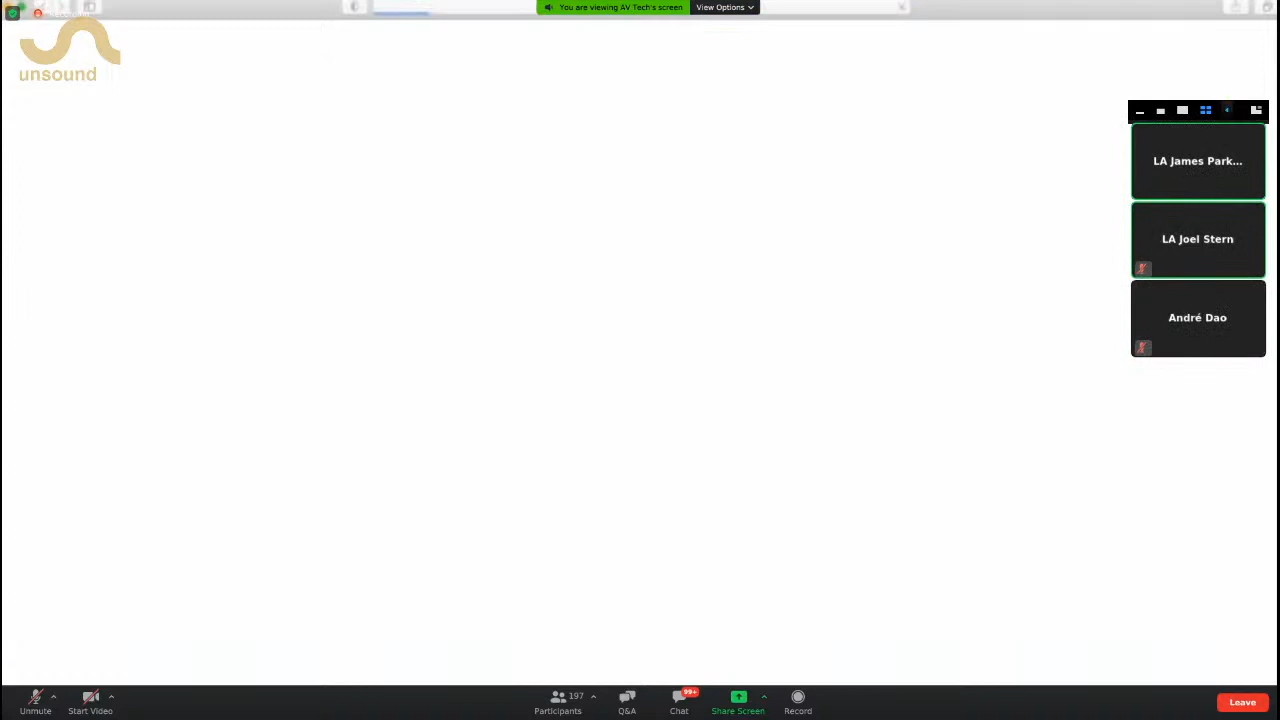 You are viewing AV Tech's screen
View Options
unsound
LA James Park...
LA Joel Stern
André Dao
Unmute
Start Video
197
Participants
Q&A
99+
Chat
Share Screen
Record
Leave